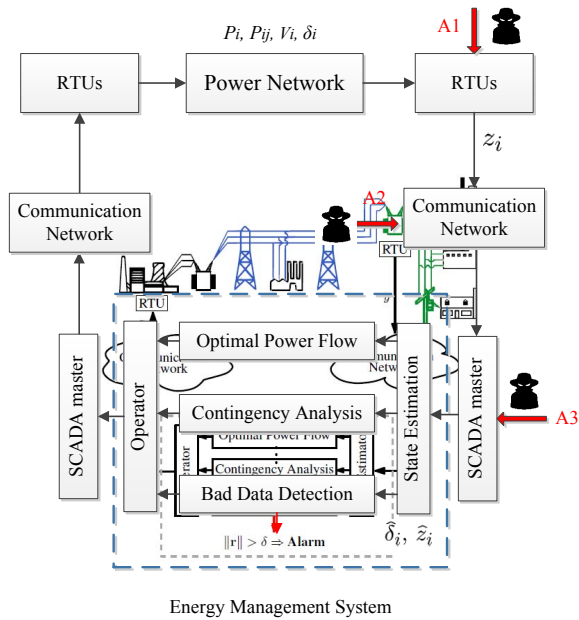 A1
Pi, Pij, Vi, δi
RTUs
Power Network
RTUs
zi
A2
Communication
Network
Communication
Network
RTU
RTU
y
Optimal Power Flow
SCADA master
Operator
Contingency Analysis
State Estimation
SCADA master
A3
Optimal Power Flow
Contingency Analysis
Bad Data Detection
‖r‖ > δ ⇒ Alarm
δ̂i, ẑi
Energy Management System